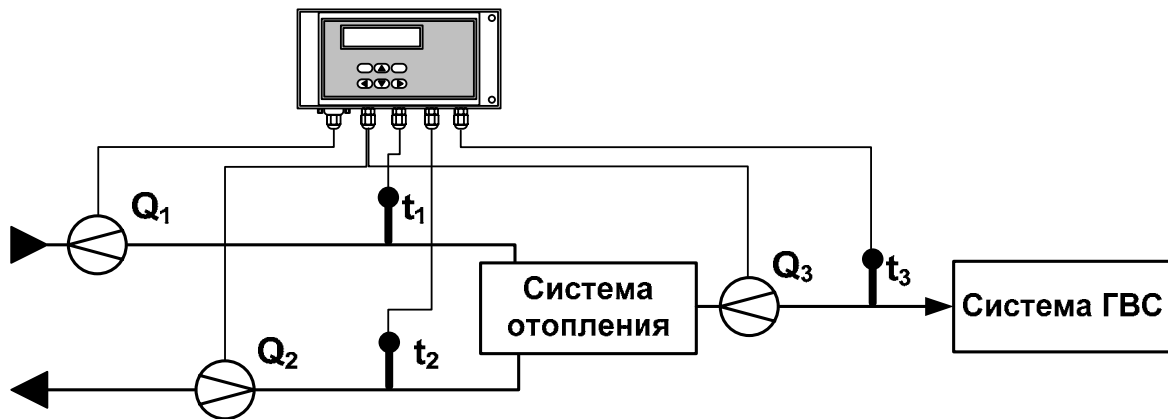 Q₁
t₁
Q₃
t₃
Система
отопления
Система ГВС
Q₂
t₂